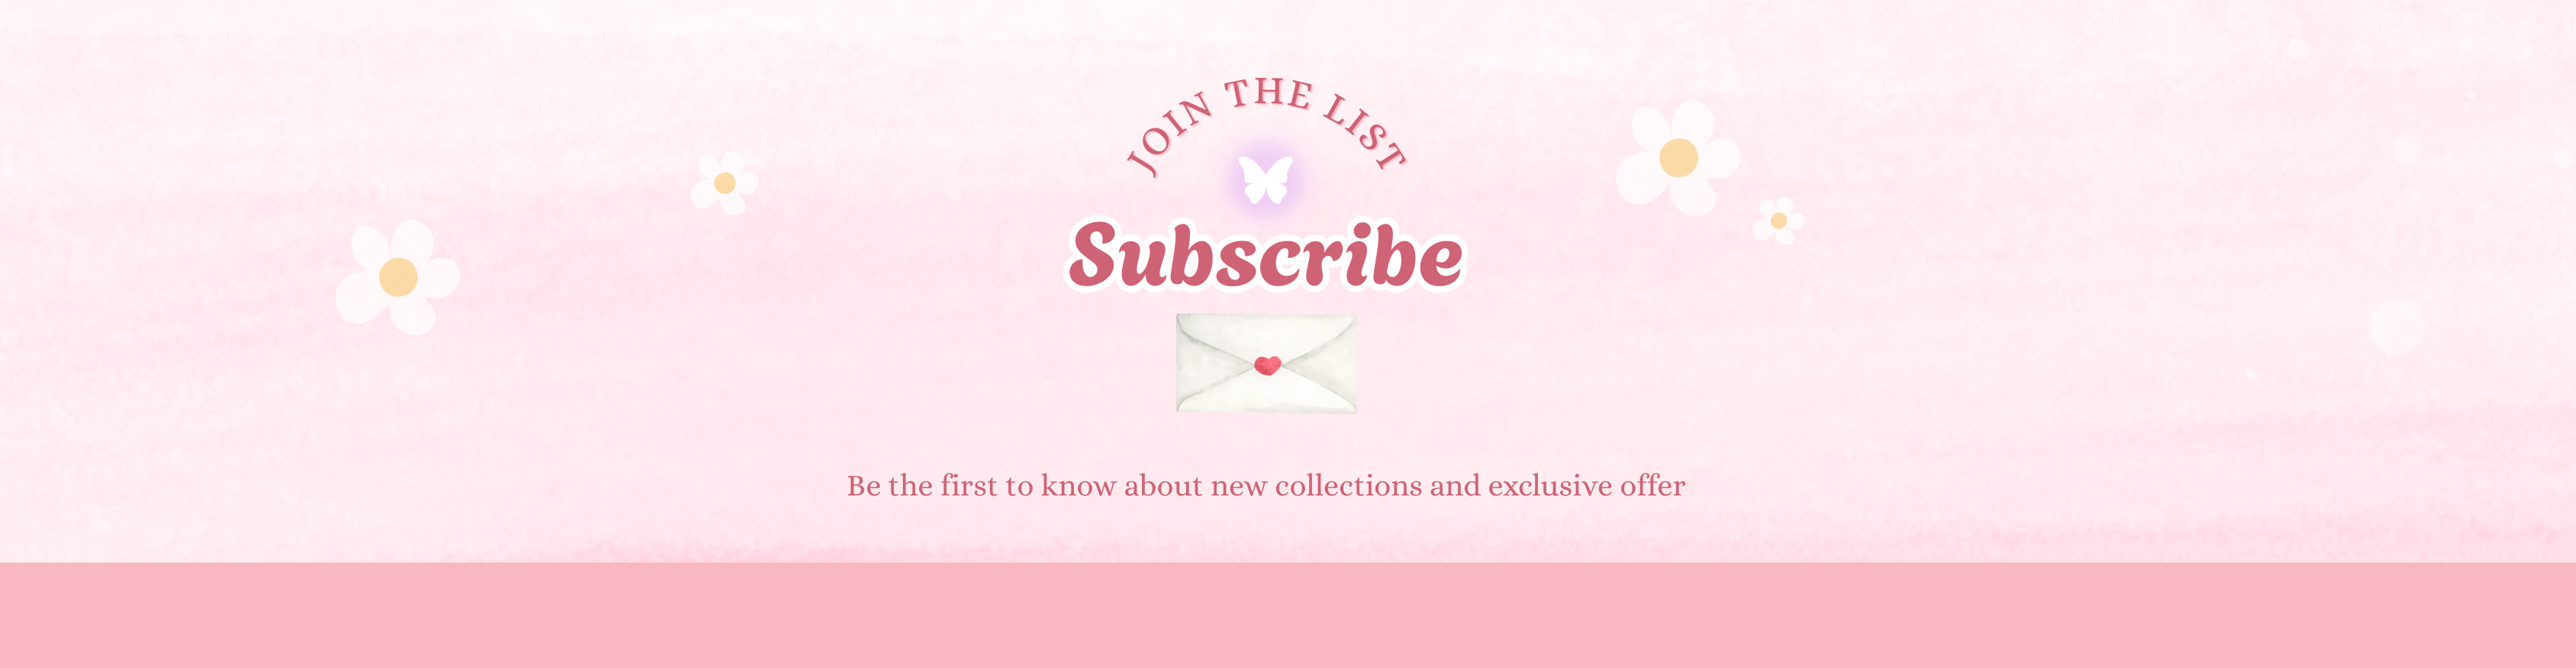 JOIN THE LIST
Subscribe
Be the first to know about new collections and exclusive offer